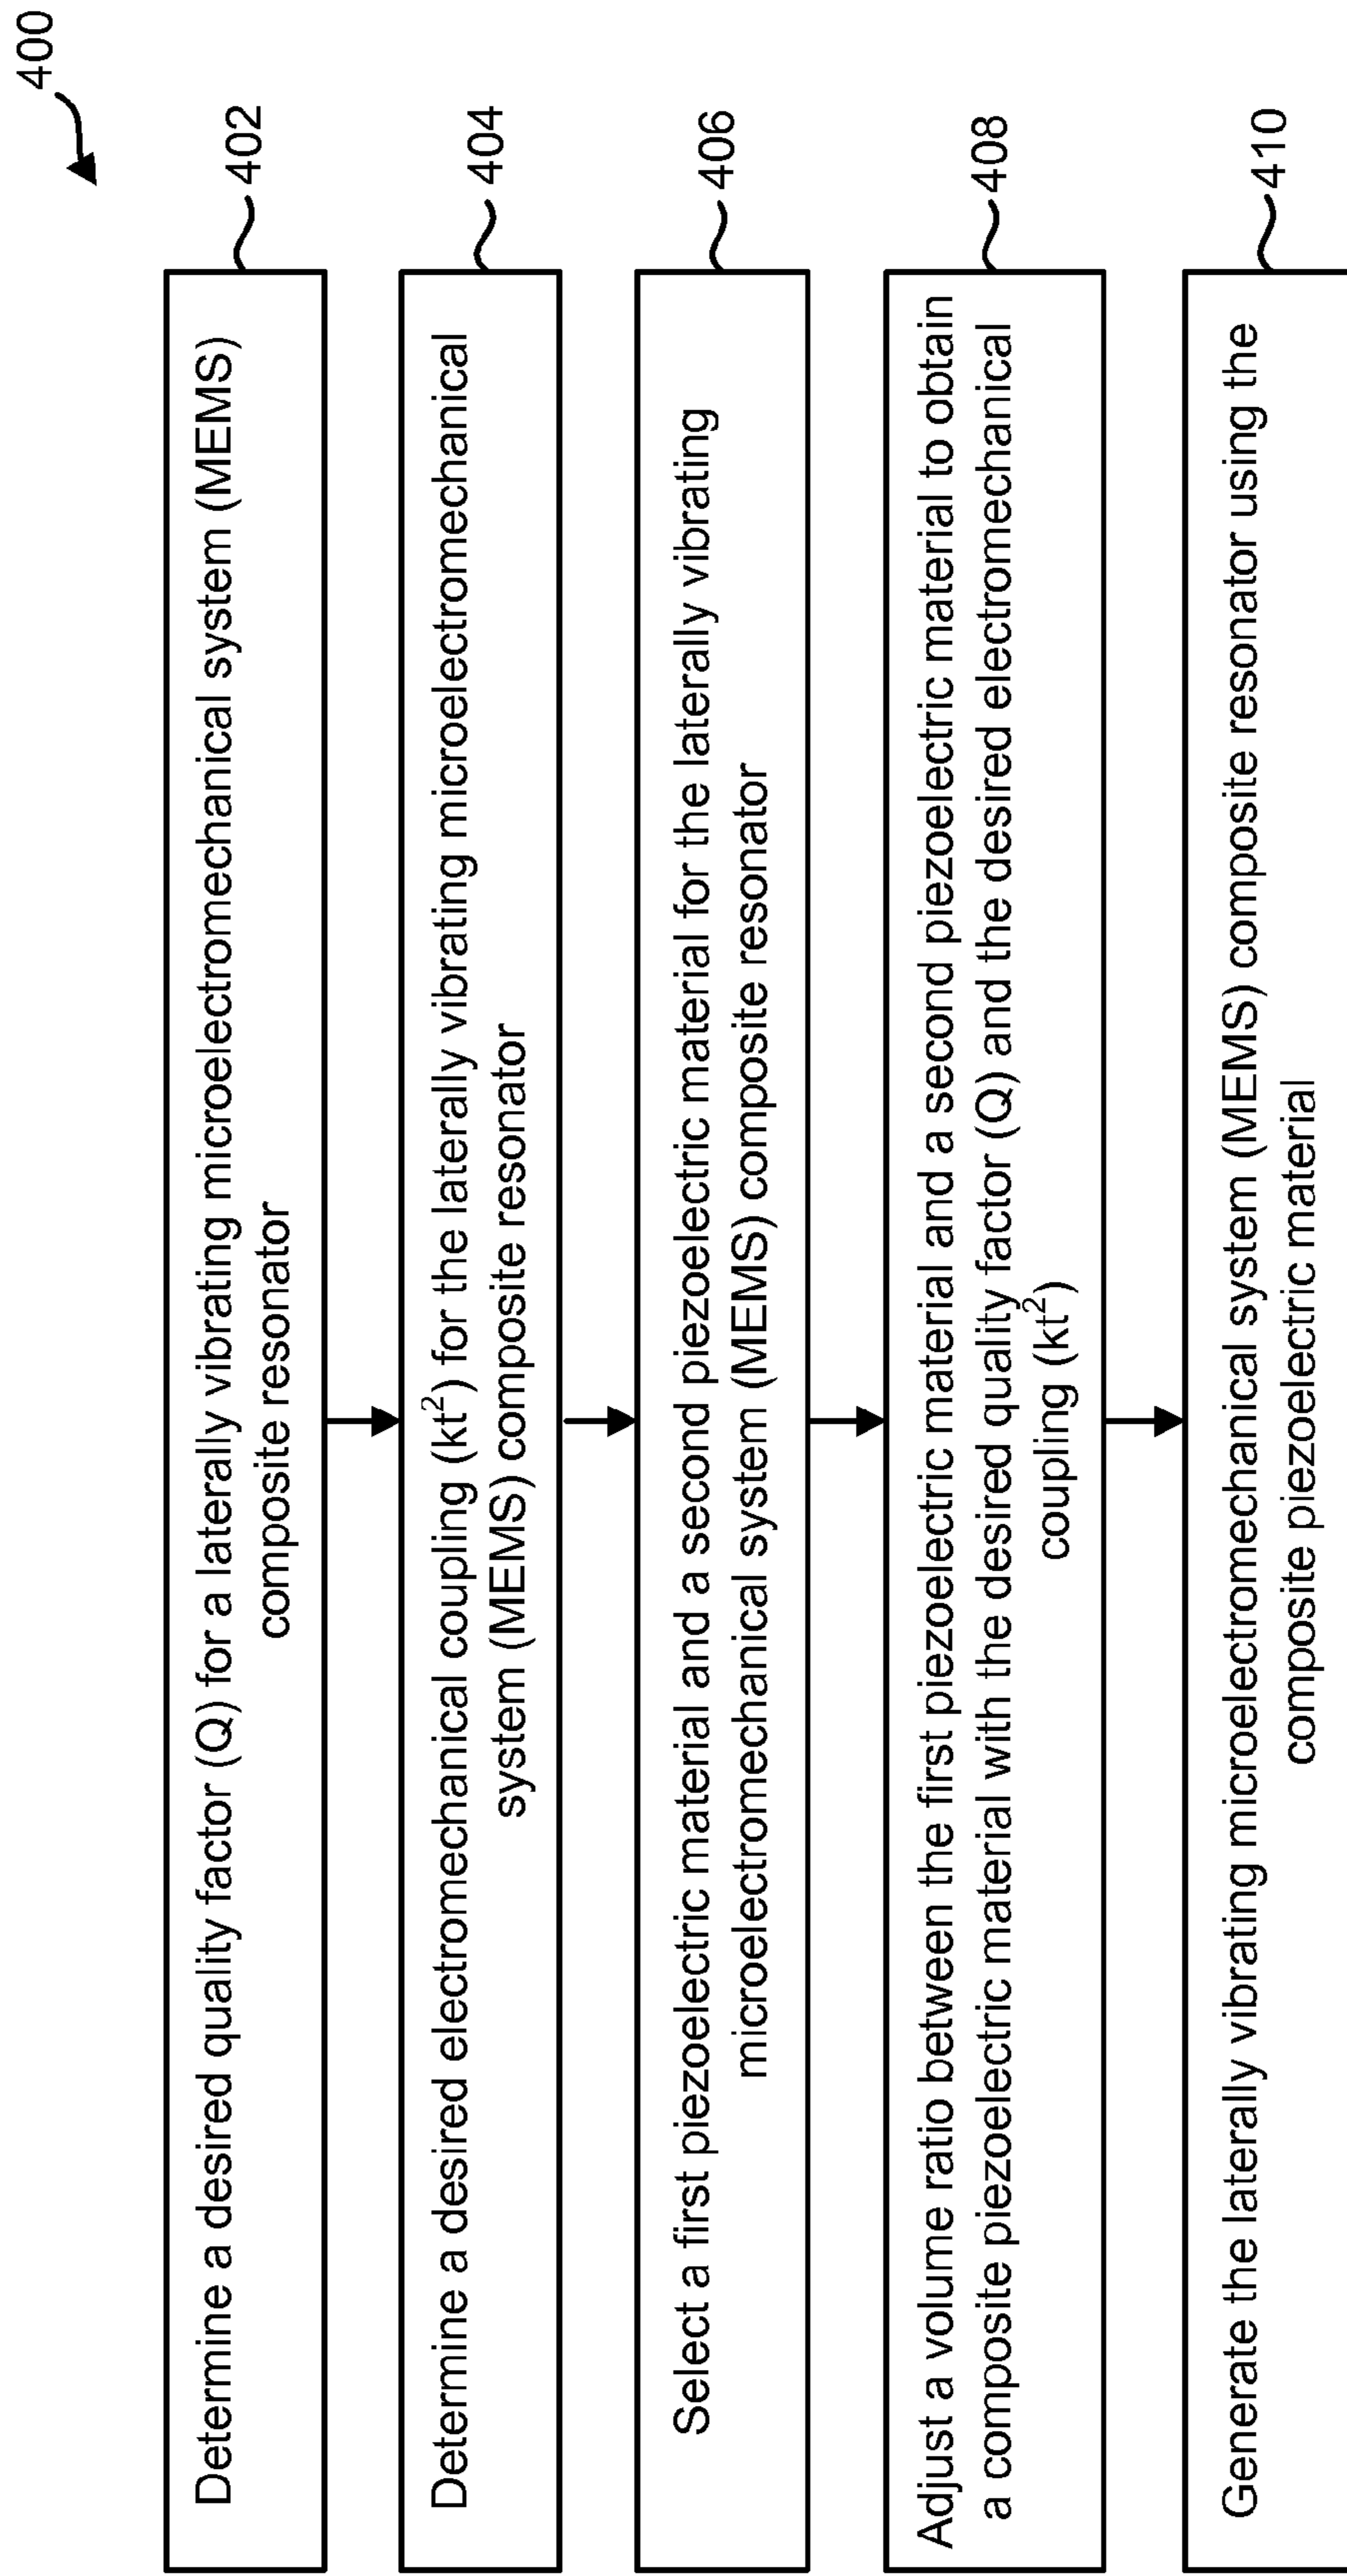 400
Determine a desired quality factor (Q) for a laterally vibrating microelectromechanical system (MEMS)
composite resonator
402
Determine a desired electromechanical coupling (kt²) for the laterally vibrating microelectromechanical
system (MEMS) composite resonator
404
Select a first piezoelectric material and a second piezoelectric material for the laterally vibrating
microelectromechanical system (MEMS) composite resonator
406
Adjust a volume ratio between the first piezoelectric material and a second piezoelectric material to obtain
a composite piezoelectric material with the desired quality factor (Q) and the desired electromechanical
coupling (kt²)
408
Generate the laterally vibrating microelectromechanical system (MEMS) composite resonator using the
composite piezoelectric material
410